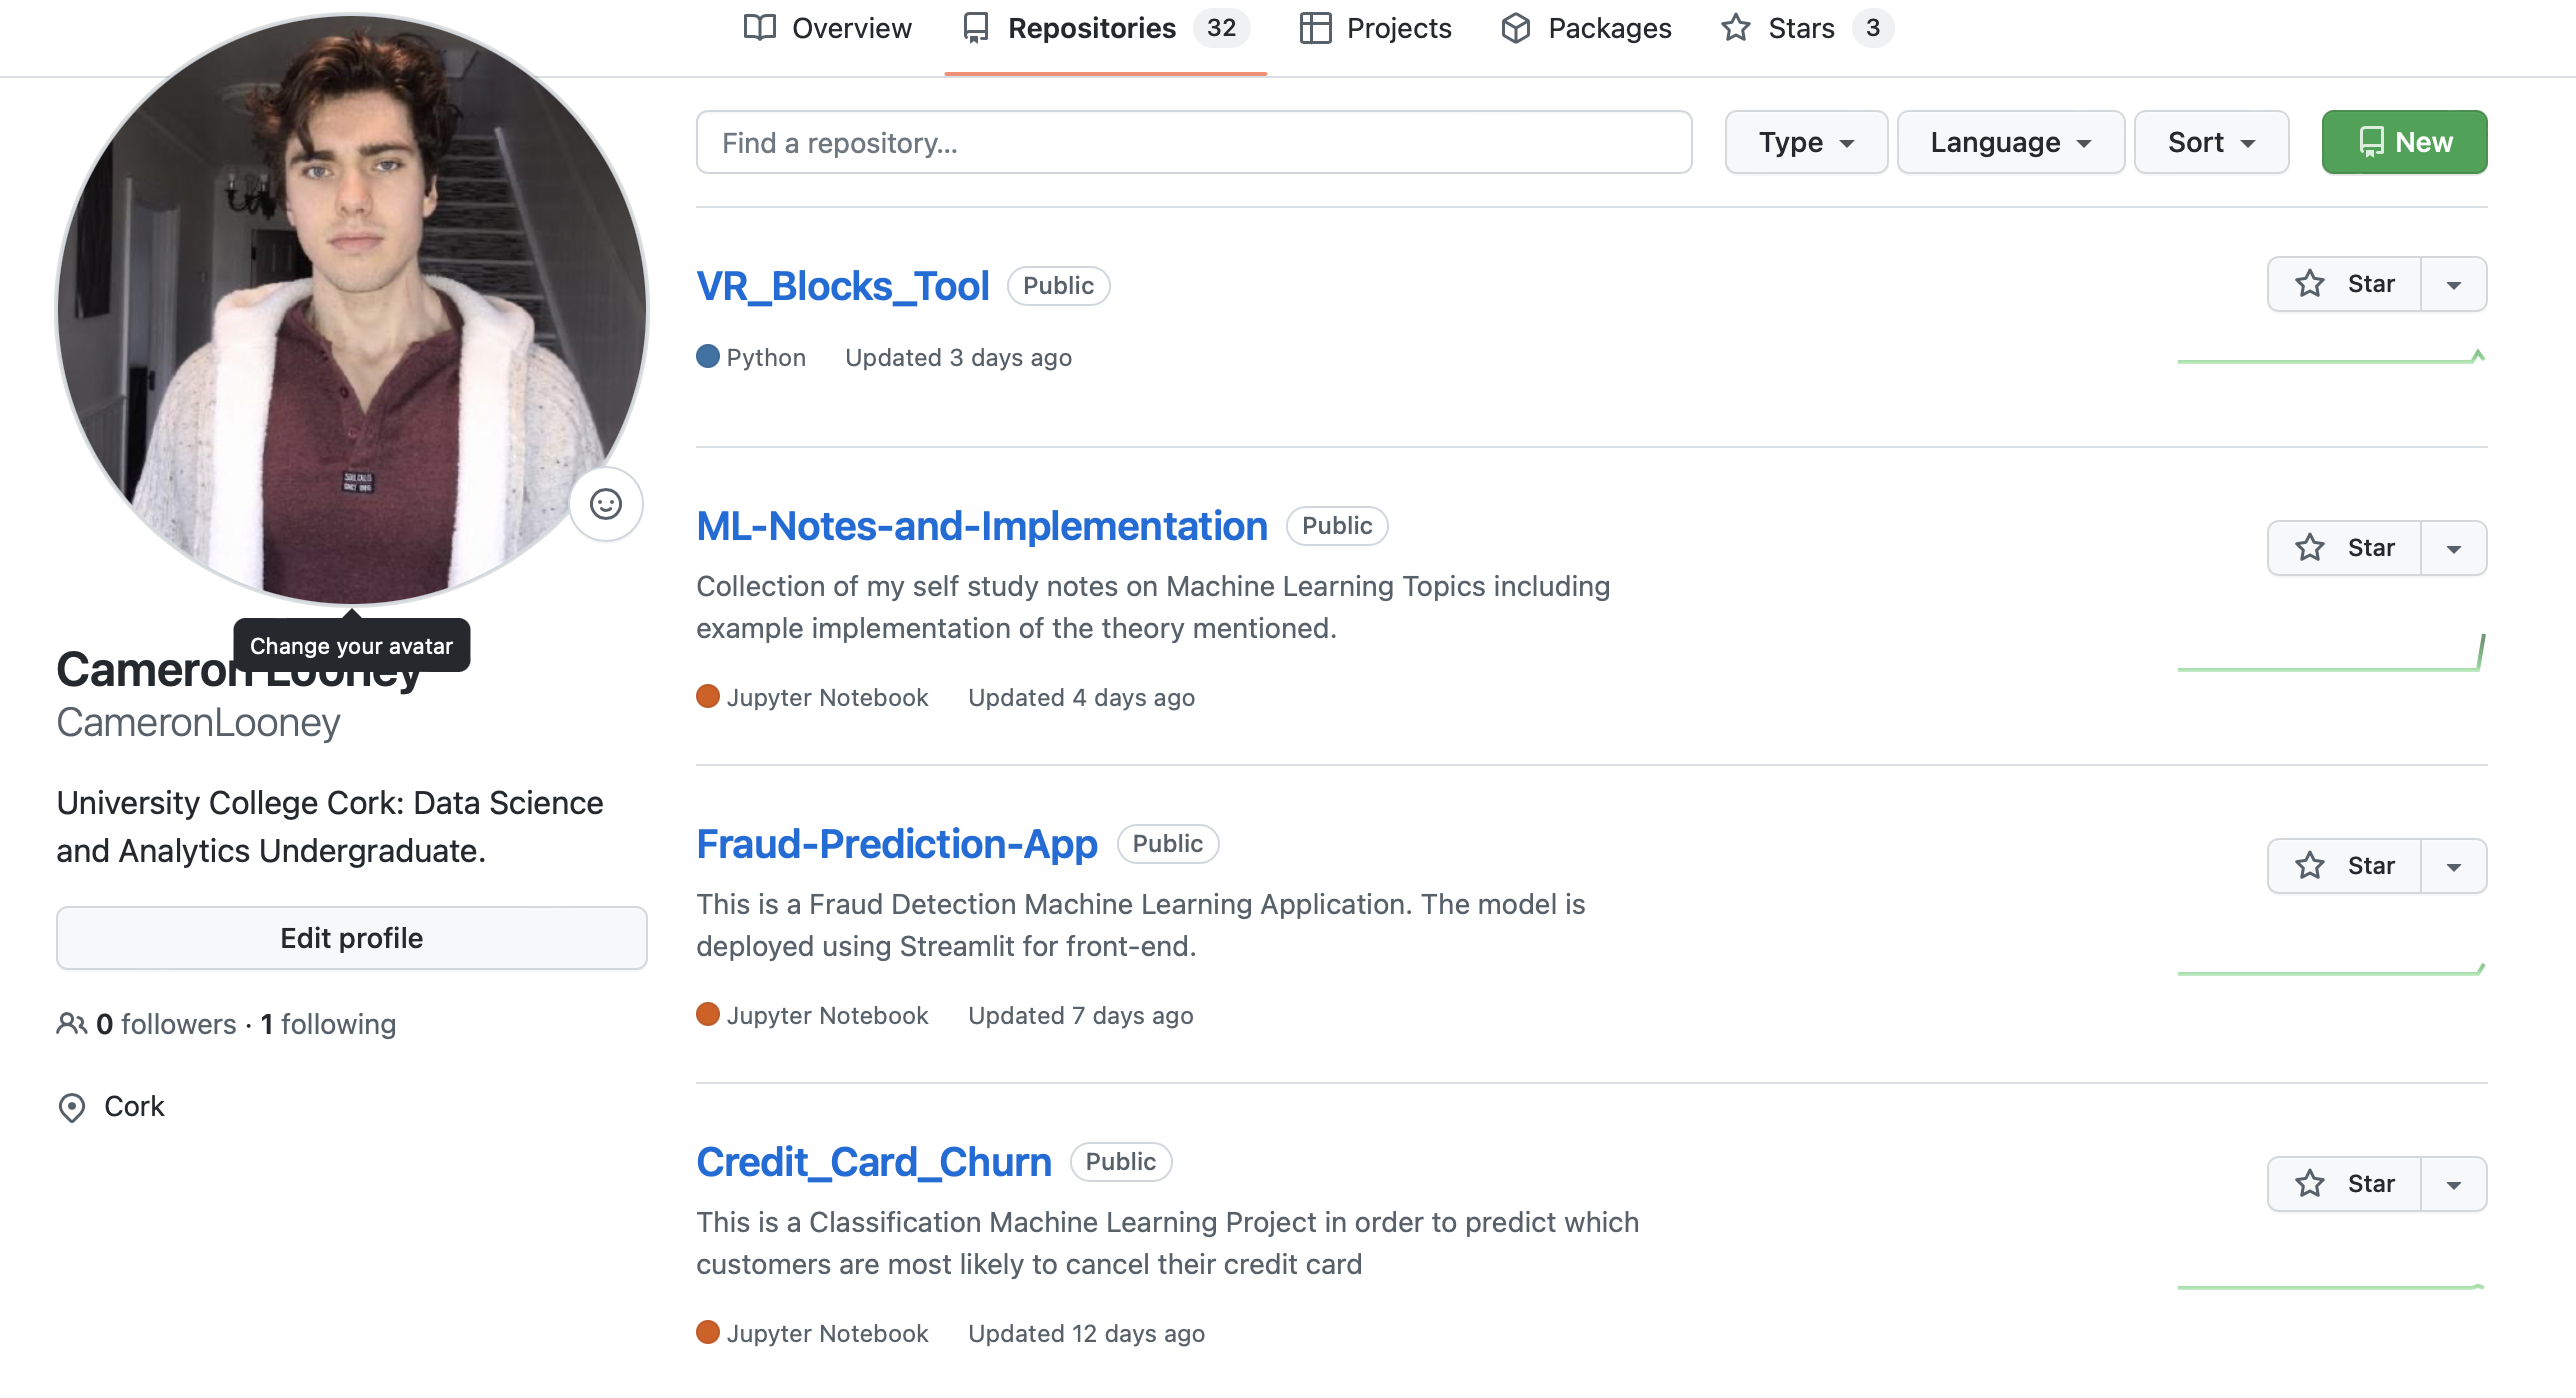 Overview
Repositories 32
Projects
Packages
Stars 3
Find a repository...
Type
Language
Sort
New
Change your avatar
Cameron Looney
CameronLooney
University College Cork: Data Science
and Analytics Undergraduate.
Edit profile
0 followers · 1 following
Cork
VR_Blocks_Tool Public
Star
Python Updated 3 days ago
ML-Notes-and-Implementation Public
Star
Collection of my self study notes on Machine Learning Topics including
example implementation of the theory mentioned.
Jupyter Notebook Updated 4 days ago
Fraud-Prediction-App Public
Star
This is a Fraud Detection Machine Learning Application. The model is
deployed using Streamlit for front-end.
Jupyter Notebook Updated 7 days ago
Credit_Card_Churn Public
Star
This is a Classification Machine Learning Project in order to predict which
customers are most likely to cancel their credit card
Jupyter Notebook Updated 12 days ago